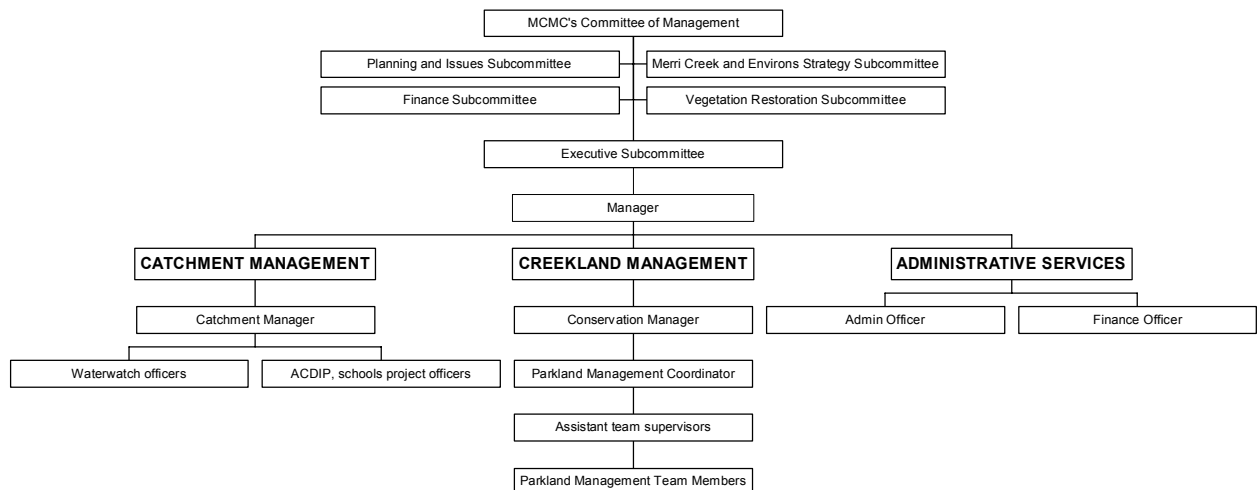 MCMC's Committee of Management
Planning and Issues Subcommittee
Merri Creek and Environs Strategy Subcommittee
Finance Subcommittee
Vegetation Restoration Subcommittee
Executive Subcommittee
Manager
CATCHMENT MANAGEMENT
CREEKLAND MANAGEMENT
ADMINISTRATIVE SERVICES
Catchment Manager
Conservation Manager
Admin Officer
Finance Officer
Waterwatch officers
ACDIP, schools project officers
Parkland Management Coordinator
Assistant team supervisors
Parkland Management Team Members